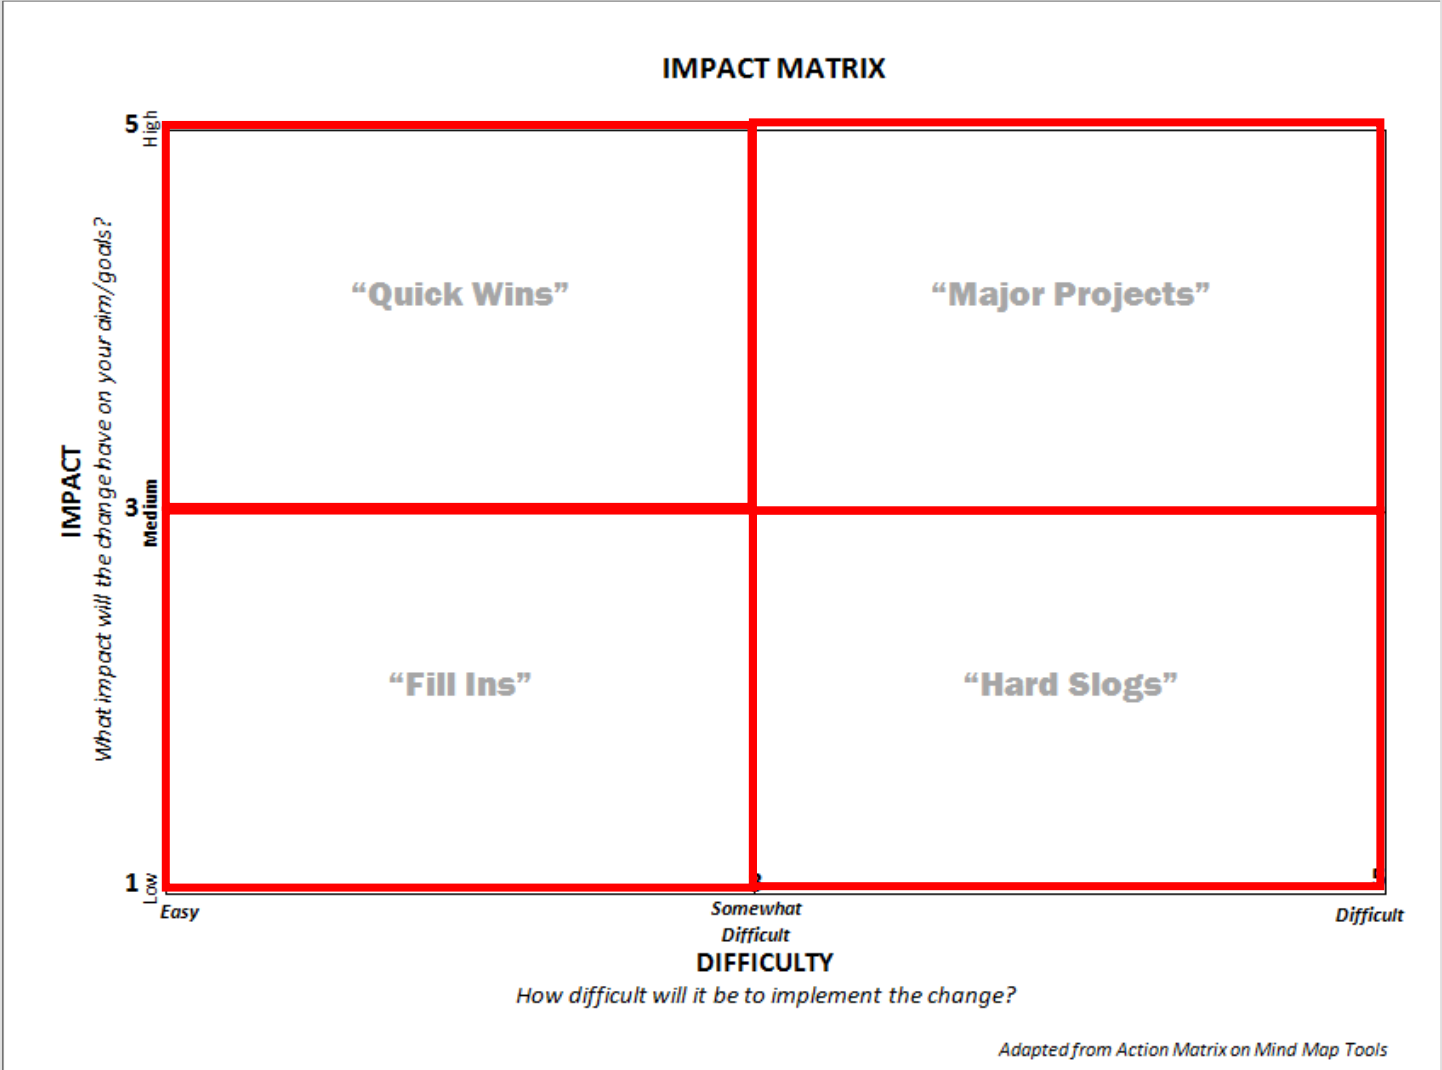 IMPACT MATRIX
5
High
“Quick Wins”
“Major Projects”
IMPACT
What impact will the change have on your aim/goals?
3
Medium
“Fill Ins”
“Hard Slogs”
1
Low
Easy
Somewhat
Difficult
Difficult
DIFFICULTY
How difficult will it be to implement the change?
Adapted from Action Matrix on Mind Map Tools